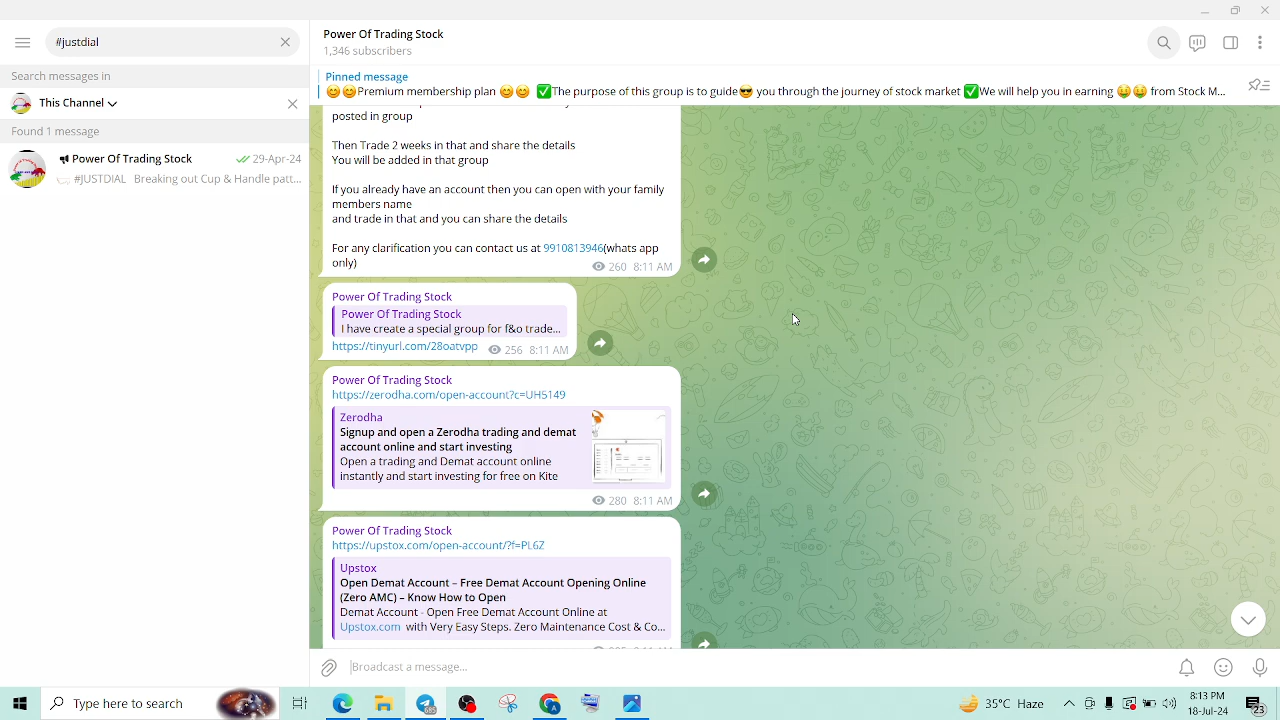 #justdial
Search messages in
This Channel
Found 1 message
Power Of Trading Stock 29-Apr-24
#JUSTDIAL Breaking out Cup & Handle patt...
Power Of Trading Stock
1,346 subscribers
Pinned message
😊😊Premium membership plan 😊😊 ✅The purpose of this group is to guide😎 you through the journey of stock market ✅We will help you in earning 🤑🤑 from Stock M...
posted in group
Then Trade 2 weeks in that and share the details
You will be added in that group
If you already have an account then you can open with your family
members name
and trade in that and you can share the details
For any clarification you can contact us at 9910813946(whats app
only) 260 8:11 AM
Power Of Trading Stock
Power Of Trading Stock
I have create a special group for f&o trade...
https://tinyurl.com/28oatvpp 256 8:11 AM
Power Of Trading Stock
https://zerodha.com/open-account?c=UH5149
Zerodha
Signup and open a Zerodha trading and demat
account online and start investing
Open a trading and Demat account online
instantly and start investing for free on Kite
280 8:11 AM
Power Of Trading Stock
https://upstox.com/open-account/?f=PL6Z
Upstox
Open Demat Account – Free Demat Account Opening Online
(Zero AMC) – Know How to Open
Demat Account - Open Free Demat Account Online at
Upstox.com with Very Easy Steps. Zero Maintenance Cost & Co...
Broadcast a message...
Type here to search
35°C Haze
8:13 PM
18-Jul-24
23